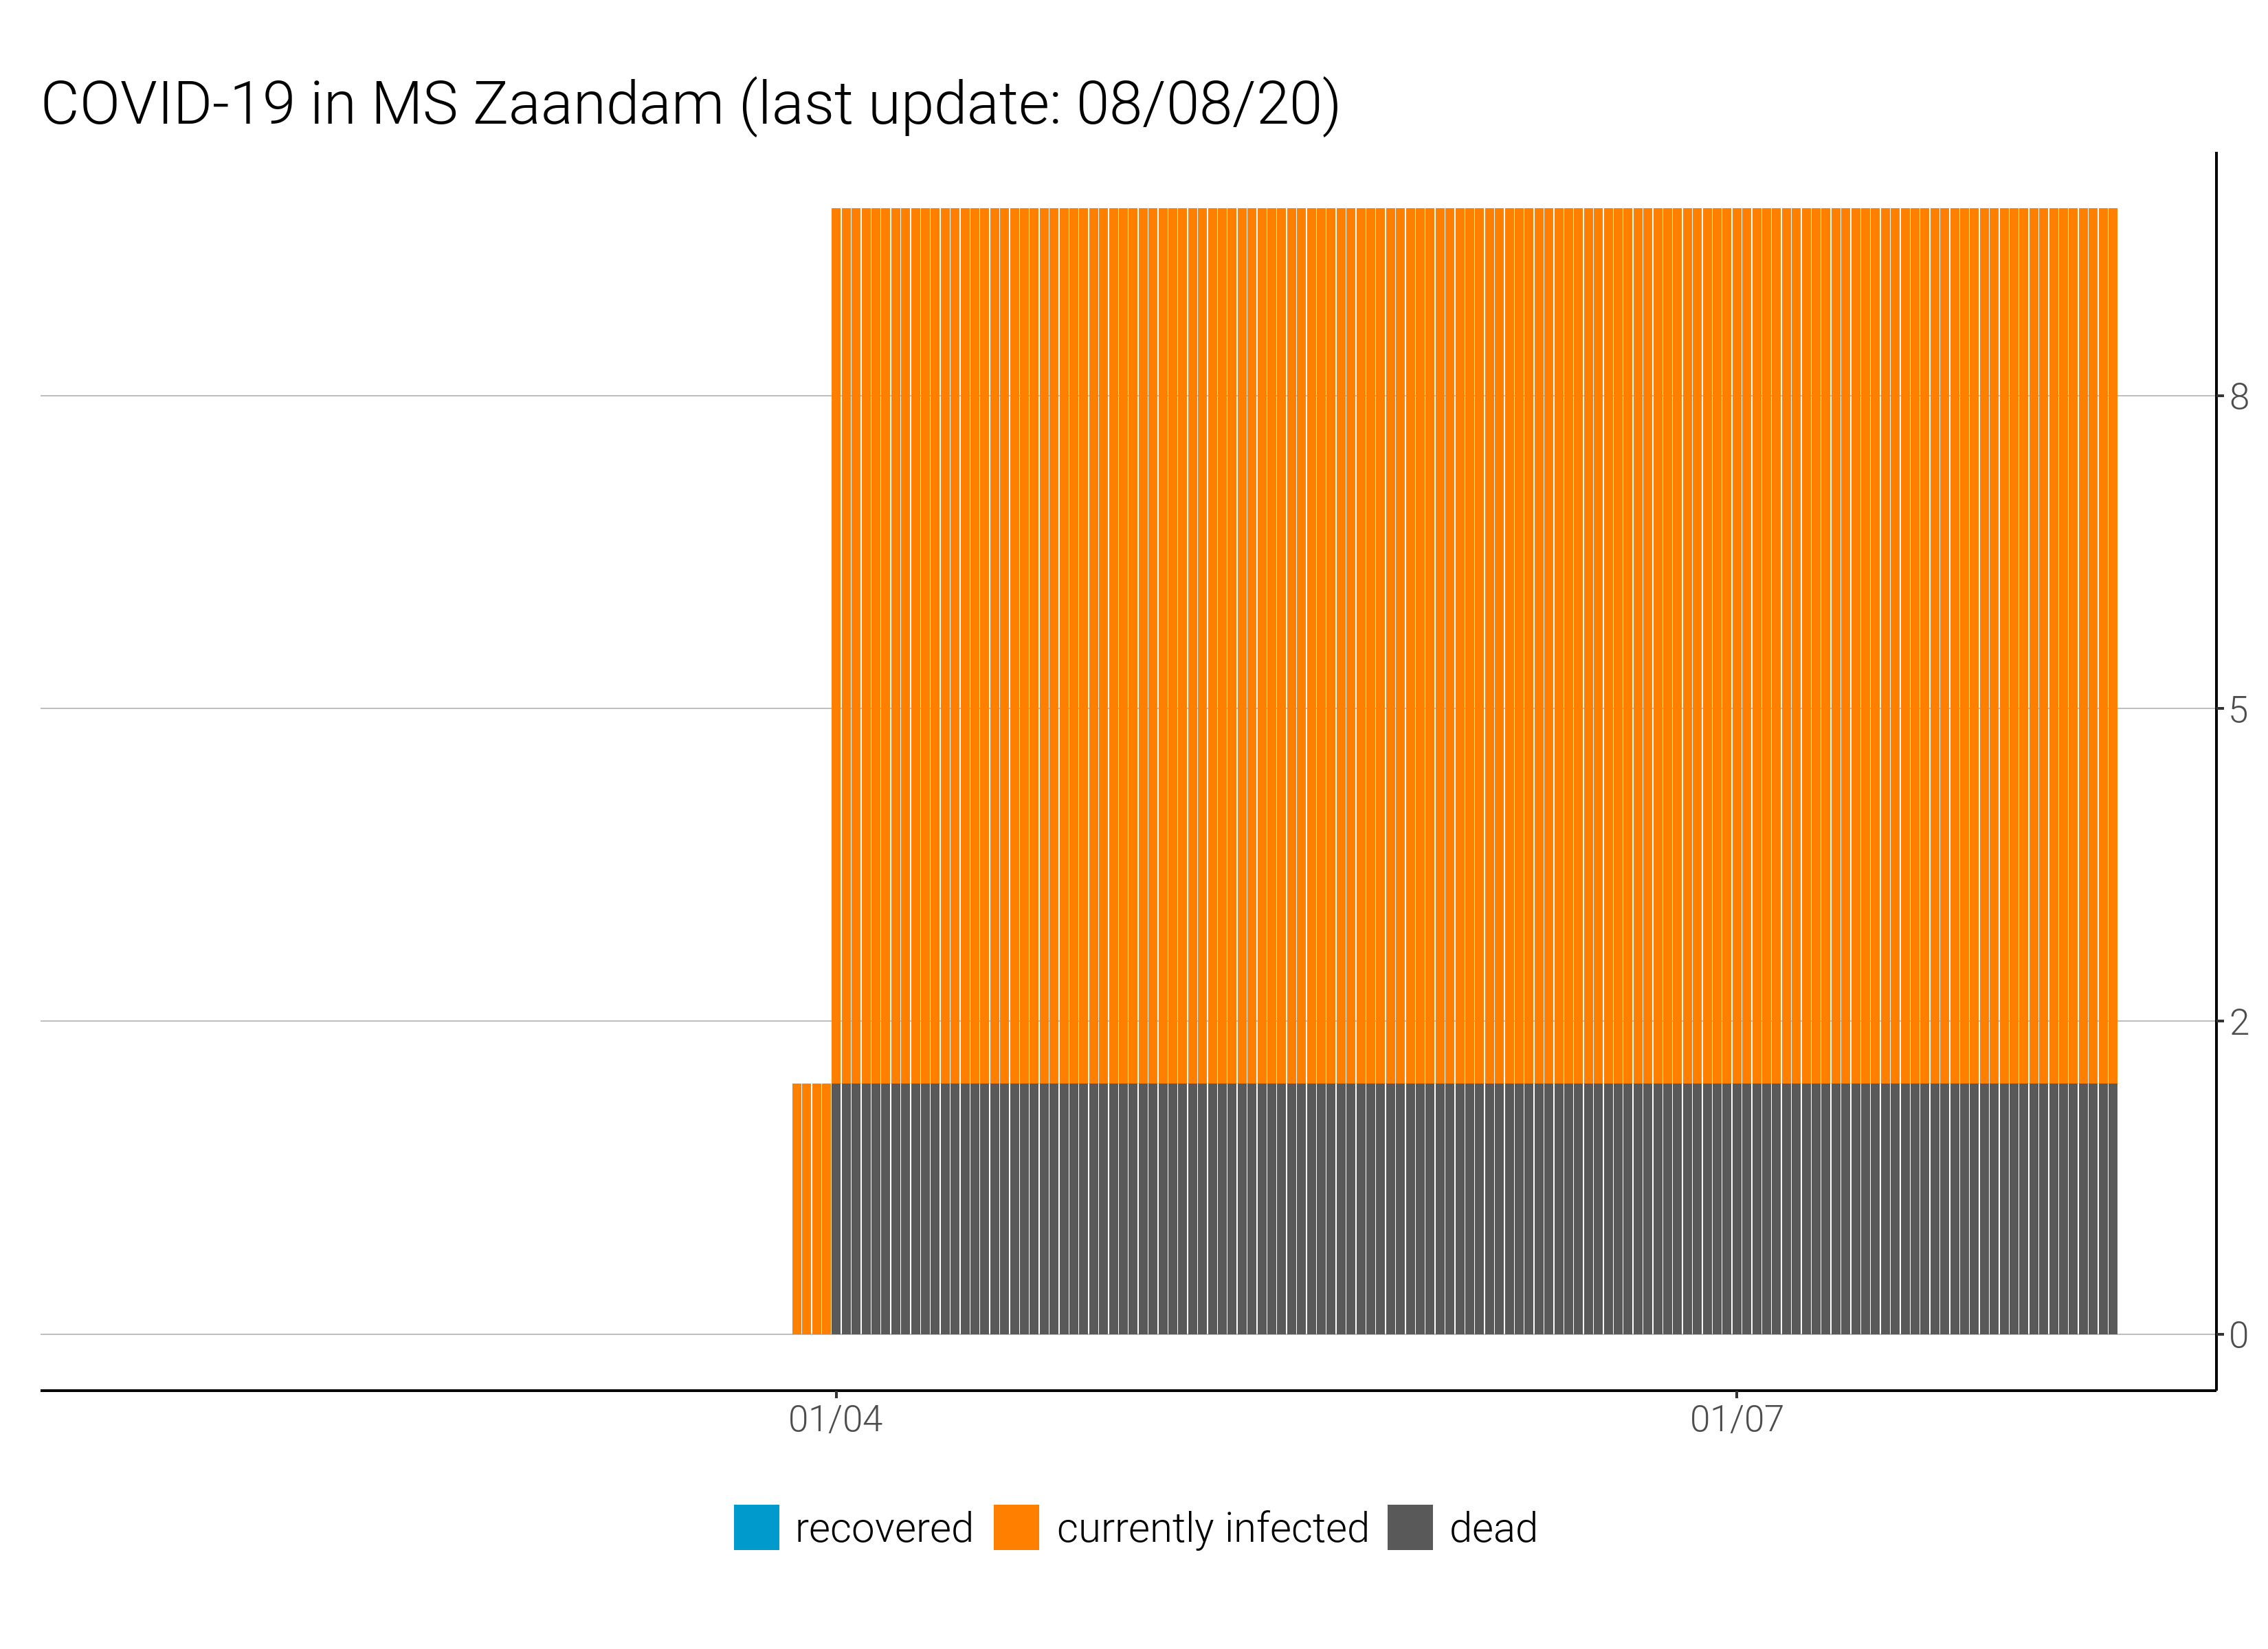 COVID-19 in MS Zaandam (last update: 08/08/20)
8
5
2
0
01/04 01/07
recovered currently infected dead